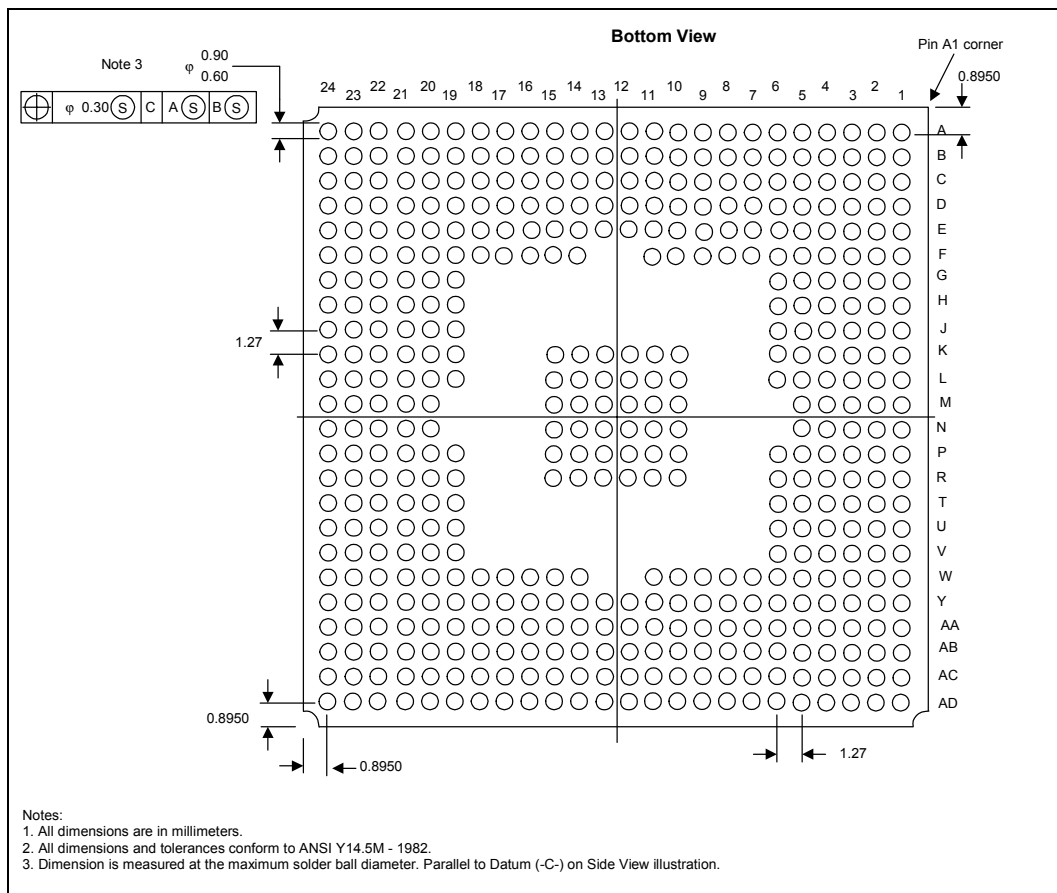 Bottom View
Pin A1 corner
Note 3
φ 0.90
0.60
0.8950
φ 0.30 S C A S B S
24 23 22 21 20 19 18 17 16 15 14 13 12 11 10 9 8 7 6 5 4 3 2 1
A
B
C
D
E
F
G
H
J
1.27
K
L
M
N
P
R
T
U
V
W
Y
AA
AB
AC
AD
0.8950
0.8950
1.27
Notes:
1. All dimensions are in millimeters.
2. All dimensions and tolerances conform to ANSI Y14.5M - 1982.
3. Dimension is measured at the maximum solder ball diameter. Parallel to Datum (-C-) on Side View illustration.